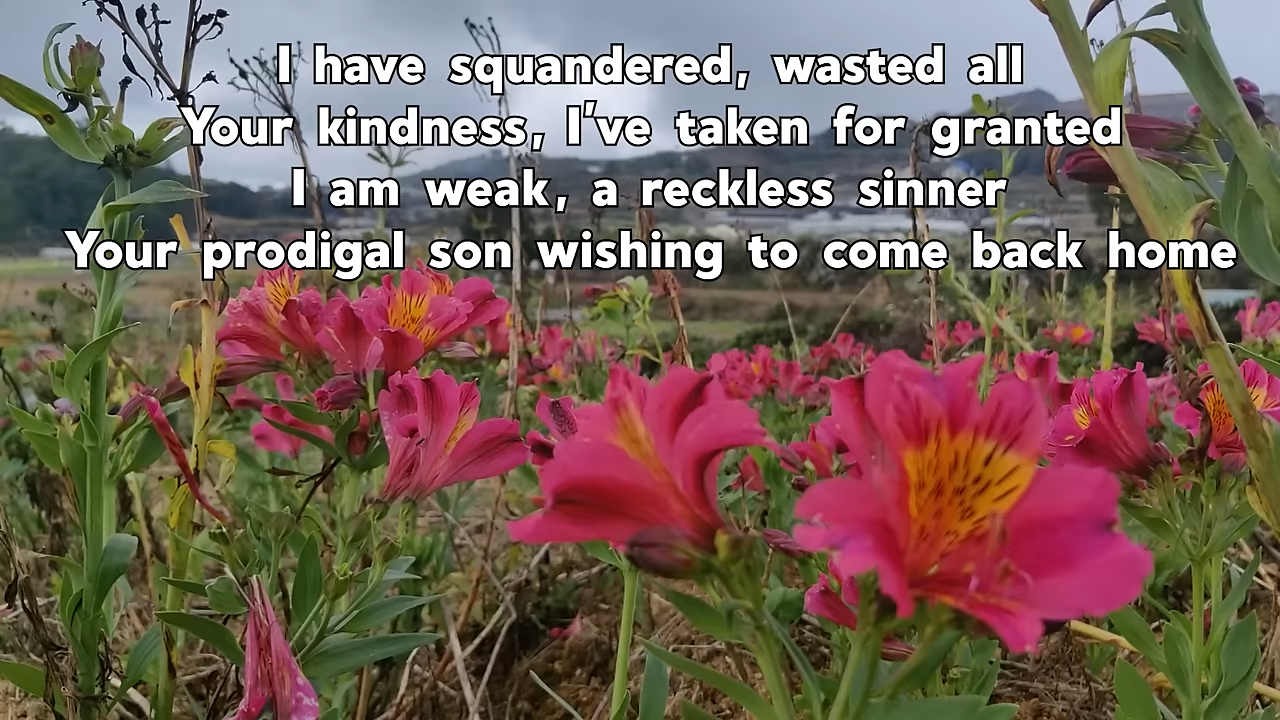 I have squandered, wasted all
Your kindness, I've taken for granted
I am weak, a reckless sinner
Your prodigal son wishing to come back home